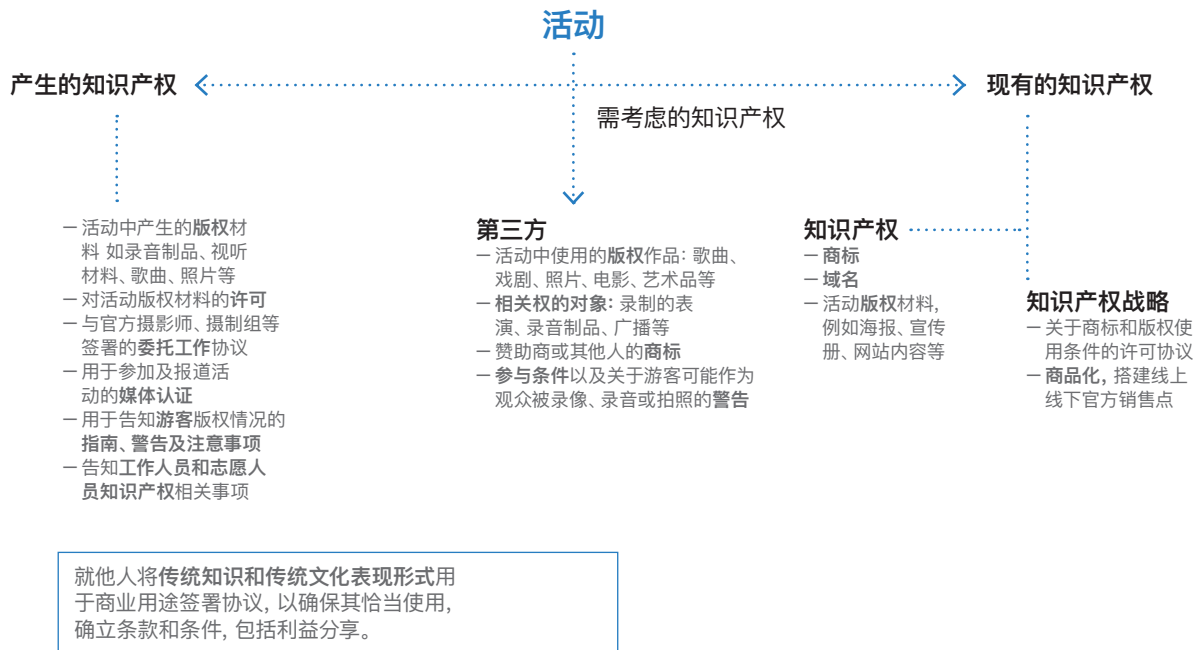 活动
产生的知识产权
现有的知识产权
需考虑的知识产权
— 活动中产生的版权材
料 如录音制品、视听
材料、歌曲、照片等
— 对活动版权材料的许可
— 与官方摄影师、摄制组等
签署的委托工作协议
— 用于参加及报道活
动的媒体认证
— 用于告知游客版权情况的
指南、警告及注意事项
— 告知工作人员和志愿人
员知识产权相关事项
第三方
— 活动中使用的版权作品：歌曲、
戏剧、照片、电影、艺术品等
— 相关权的对象：录制的表
演、录音制品、广播等
— 赞助商或其他人的商标
— 参与条件以及关于游客可能作为
观众被录像、录音或拍照的警告
知识产权
— 商标
— 域名
— 活动版权材料，
例如海报、宣传
册、网站内容等
知识产权战略
— 关于商标和版权使
用条件的许可协议
— 商品化，搭建线上
线下官方销售点
就他人将传统知识和传统文化表现形式用
于商业用途签署协议，以确保其恰当使用，
确立条款和条件，包括利益分享。